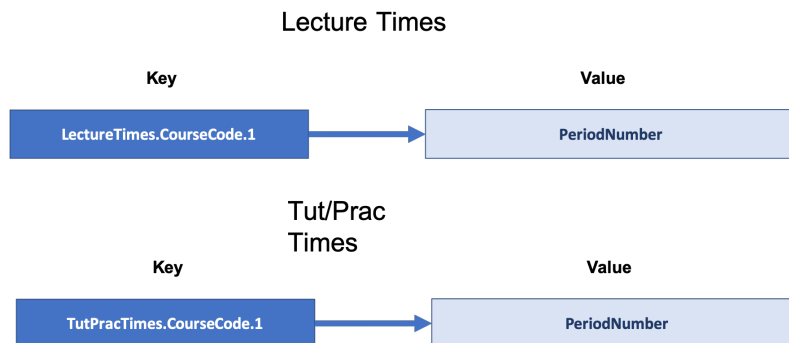 Lecture Times
Key
Value
LectureTimes.CourseCode.1
PeriodNumber
Tut/Prac
Times
Key
Value
TutPracTimes.CourseCode.1
PeriodNumber